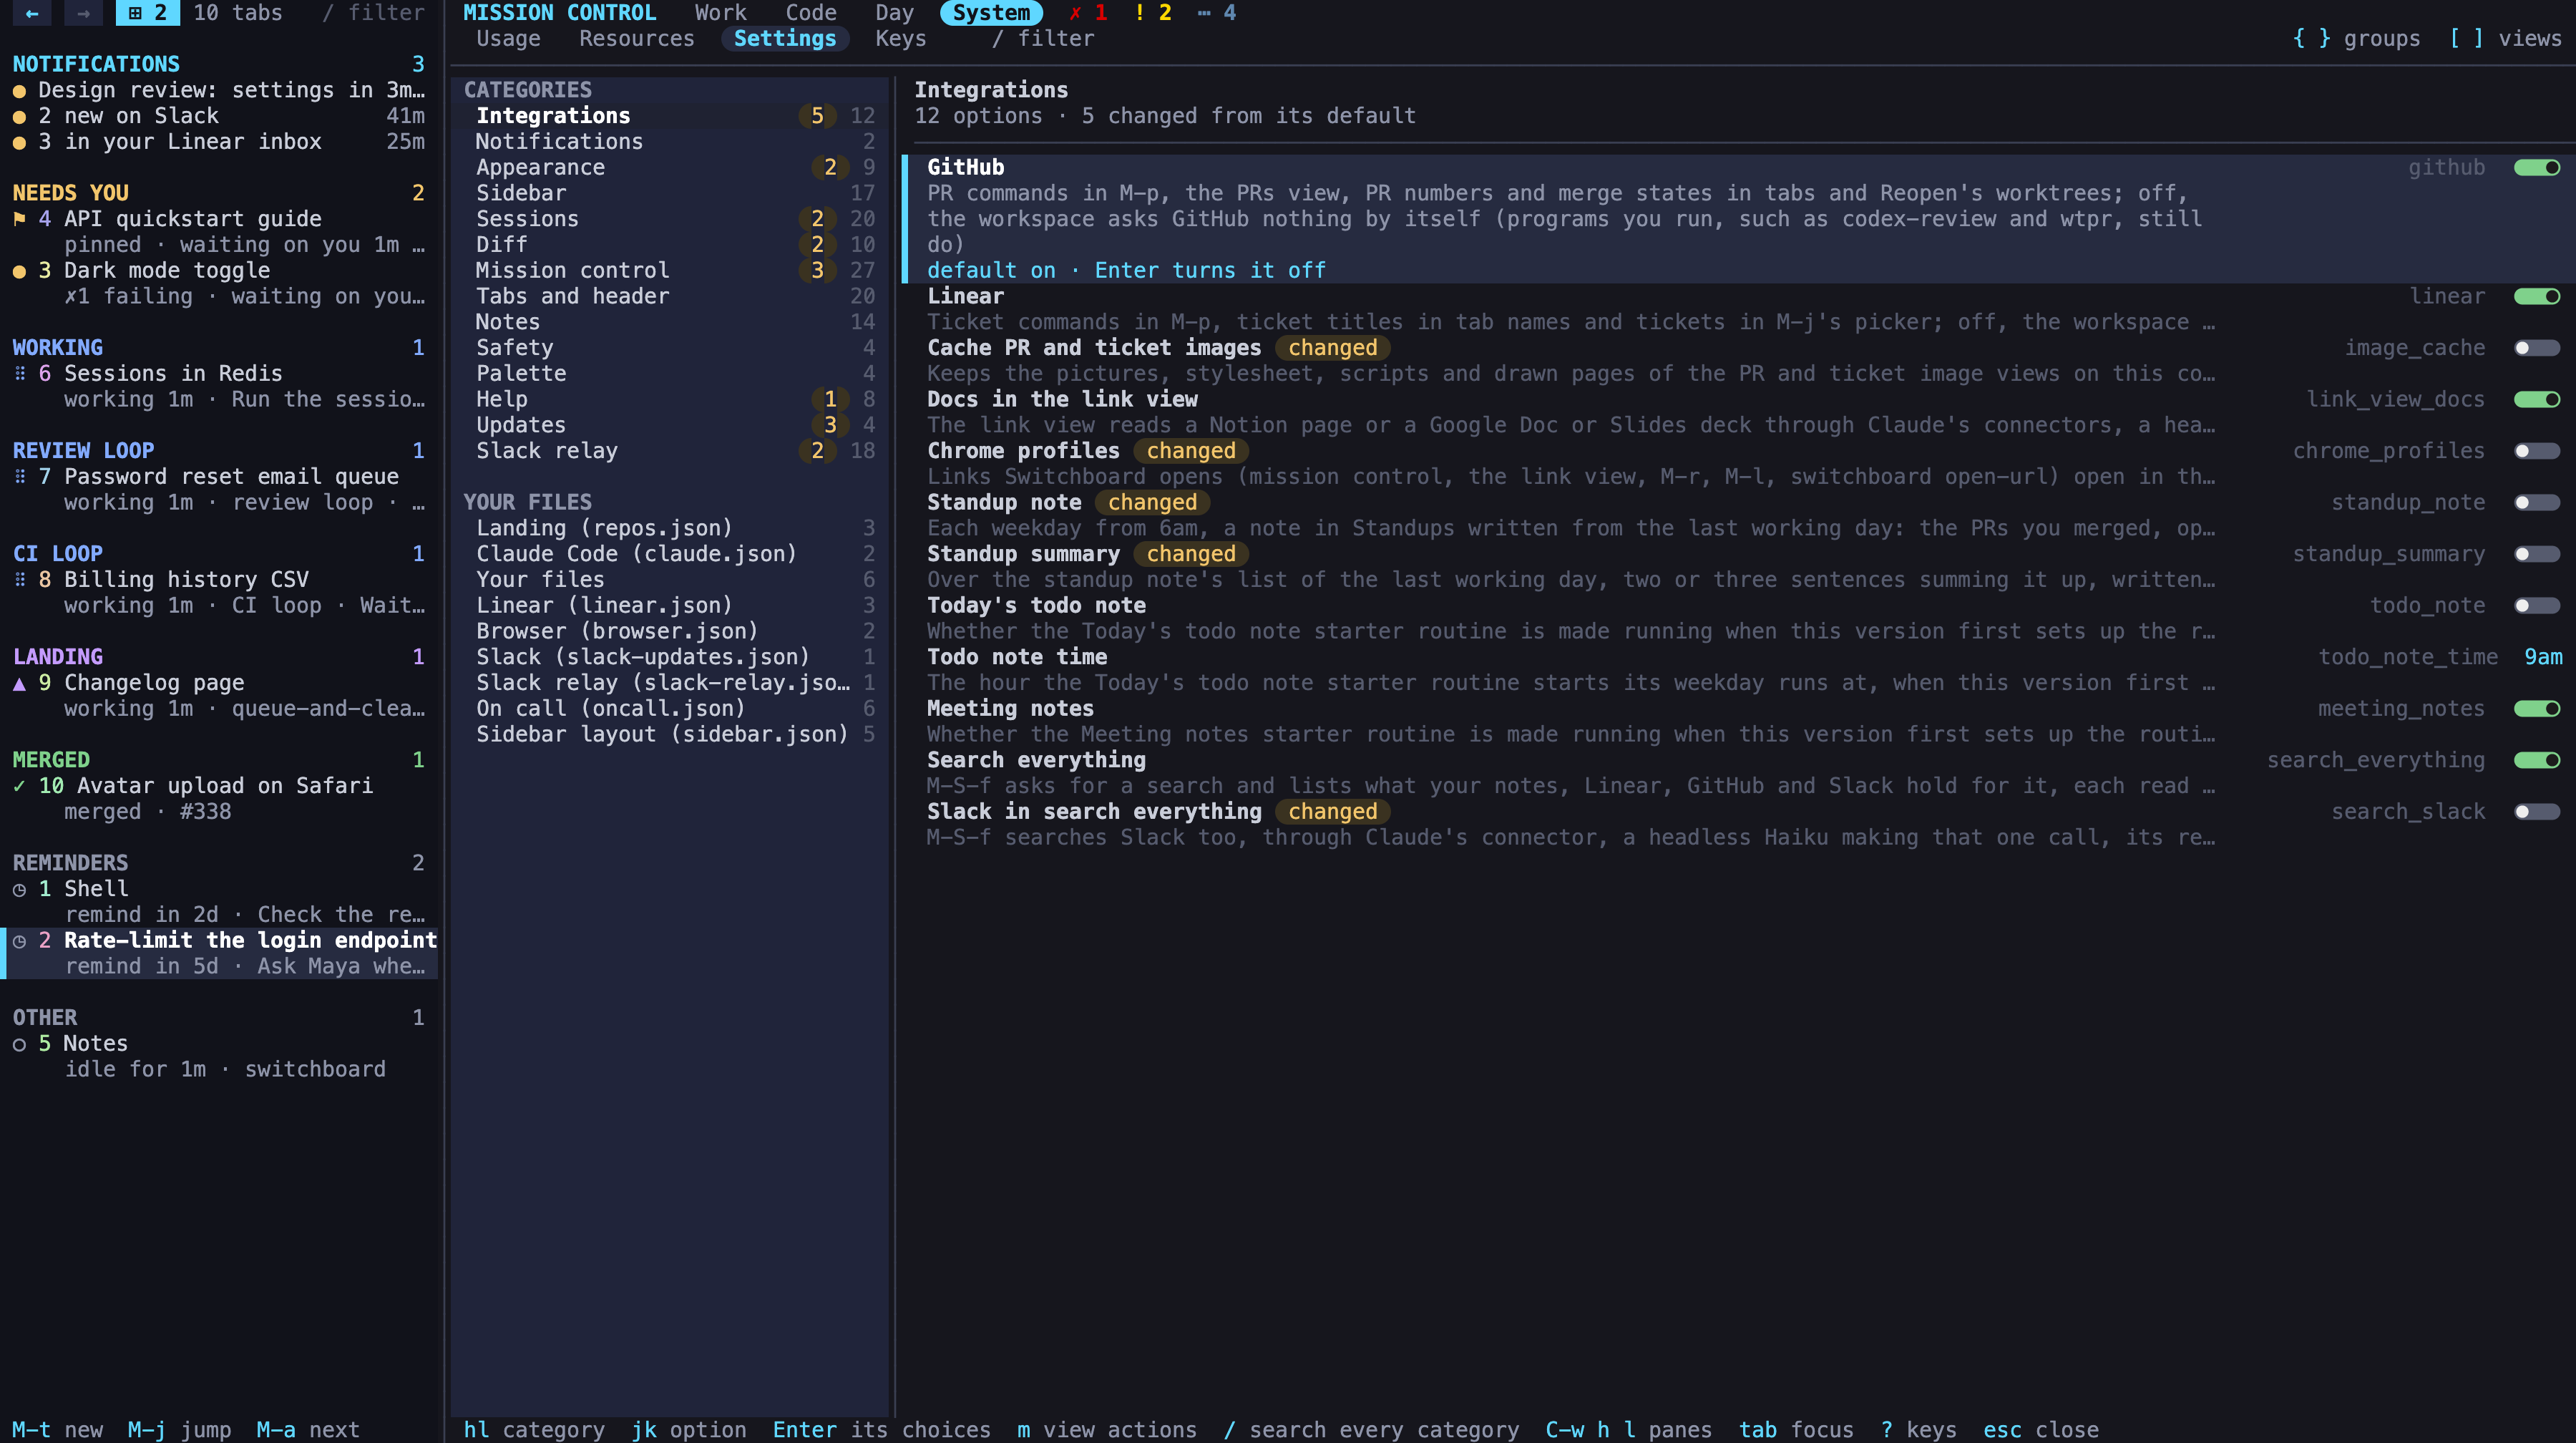 ← → ⊞ 2 10 tabs / filter
NOTIFICATIONS 3
● Design review: settings in 3m…
● 2 new on Slack 41m
● 3 in your Linear inbox 25m
NEEDS YOU 2
⚑ 4 API quickstart guide
pinned · waiting on you 1m …
● 3 Dark mode toggle
✗1 failing · waiting on you…
WORKING 1
⠿ 6 Sessions in Redis
working 1m · Run the sessio…
REVIEW LOOP 1
⠿ 7 Password reset email queue
working 1m · review loop · …
CI LOOP 1
⠿ 8 Billing history CSV
working 1m · CI loop · Wait…
LANDING 1
▲ 9 Changelog page
working 1m · queue-and-clea…
MERGED 1
✓ 10 Avatar upload on Safari
merged · #338
REMINDERS 2
◷ 1 Shell
remind in 2d · Check the re…
◷ 2 Rate-limit the login endpoint
remind in 5d · Ask Maya whe…
OTHER 1
○ 5 Notes
idle for 1m · switchboard
M-t new M-j jump M-a next
MISSION CONTROL Work Code Day System ✗ 1 ! 2 ⋯ 4
Usage Resources Settings Keys / filter { } groups [ ] views
CATEGORIES
Integrations 5 12
Notifications 2
Appearance 2 9
Sidebar 17
Sessions 2 20
Diff 2 10
Mission control 3 27
Tabs and header 20
Notes 14
Safety 4
Palette 4
Help 1 8
Updates 3 4
Slack relay 2 18
YOUR FILES
Landing (repos.json) 3
Claude Code (claude.json) 2
Your files 6
Linear (linear.json) 3
Browser (browser.json) 2
Slack (slack-updates.json) 1
Slack relay (slack-relay.jso… 1
On call (oncall.json) 6
Sidebar layout (sidebar.json) 5
Integrations
12 options · 5 changed from its default
GitHub github
PR commands in M-p, the PRs view, PR numbers and merge states in tabs and Reopen's worktrees; off,
the workspace asks GitHub nothing by itself (programs you run, such as codex-review and wtpr, still
do)
default on · Enter turns it off
Linear linear
Ticket commands in M-p, ticket titles in tab names and tickets in M-j's picker; off, the workspace …
Cache PR and ticket images changed image_cache
Keeps the pictures, stylesheet, scripts and drawn pages of the PR and ticket image views on this co…
Docs in the link view link_view_docs
The link view reads a Notion page or a Google Doc or Slides deck through Claude's connectors, a hea…
Chrome profiles changed chrome_profiles
Links Switchboard opens (mission control, the link view, M-r, M-l, switchboard open-url) open in th…
Standup note changed standup_note
Each weekday from 6am, a note in Standups written from the last working day: the PRs you merged, op…
Standup summary changed standup_summary
Over the standup note's list of the last working day, two or three sentences summing it up, written…
Today's todo note todo_note
Whether the Today's todo note starter routine is made running when this version first sets up the r…
Todo note time todo_note_time 9am
The hour the Today's todo note starter routine starts its weekday runs at, when this version first …
Meeting notes meeting_notes
Whether the Meeting notes starter routine is made running when this version first sets up the routi…
Search everything search_everything
M-S-f asks for a search and lists what your notes, Linear, GitHub and Slack hold for it, each read …
Slack in search everything changed search_slack
M-S-f searches Slack too, through Claude's connector, a headless Haiku making that one call, its re…
hl category jk option Enter its choices m view actions / search every category C-w h l panes tab focus ? keys esc close